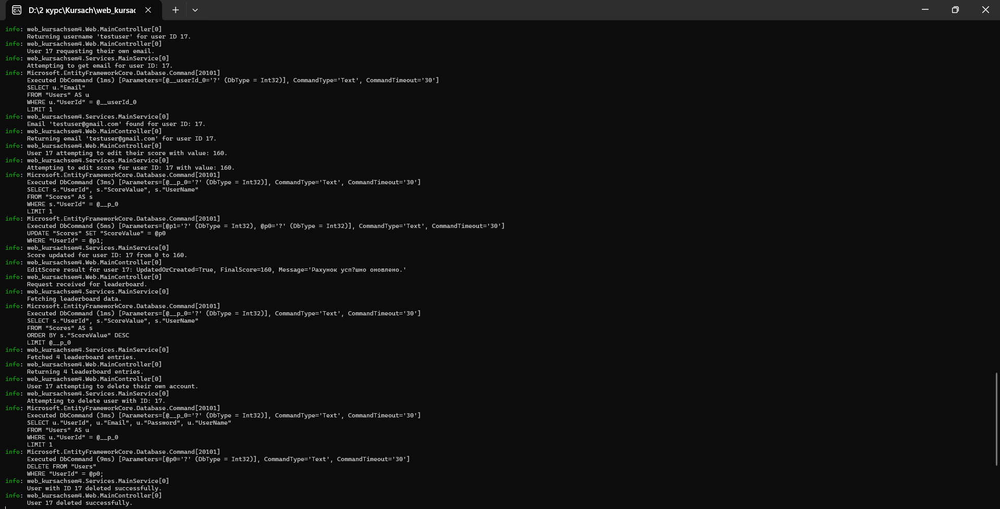 D:\2 курс\Kursach\web_kursac
info: web_kursachsem4.Web.MainController[0]
Returning username 'testuser' for user ID 17.
info: web_kursachsem4.Web.MainController[0]
User 17 requesting their own email.
info: web_kursachsem4.Services.MainService[0]
Attempting to get email for user ID: 17.
info: Microsoft.EntityFrameworkCore.Database.Command[20101]
Executed DbCommand (1ms) [Parameters=[@__userId_0='?' (DbType = Int32)], CommandType='Text', CommandTimeout='30']
SELECT u."Email"
FROM "Users" AS u
WHERE u."UserId" = @__userId_0
LIMIT 1
info: web_kursachsem4.Services.MainService[0]
Email 'testuser@gmail.com' found for user ID: 17.
info: web_kursachsem4.Web.MainController[0]
Returning email 'testuser@gmail.com' for user ID 17.
info: web_kursachsem4.Web.MainController[0]
User 17 attempting to edit their score with value: 160.
info: web_kursachsem4.Services.MainService[0]
Attempting to edit score for user ID: 17 with value: 160.
info: Microsoft.EntityFrameworkCore.Database.Command[20101]
Executed DbCommand (3ms) [Parameters=[@__p_0='?' (DbType = Int32)], CommandType='Text', CommandTimeout='30']
SELECT s."UserId", s."ScoreValue", s."UserName"
FROM "Scores" AS s
WHERE s."UserId" = @__p_0
LIMIT 1
info: Microsoft.EntityFrameworkCore.Database.Command[20101]
Executed DbCommand (5ms) [Parameters=[@p1='?' (DbType = Int32), @p0='?' (DbType = Int32)], CommandType='Text', CommandTimeout='30']
UPDATE "Scores" SET "ScoreValue" = @p0
WHERE "UserId" = @p1;
info: web_kursachsem4.Services.MainService[0]
Score updated for user ID: 17 from 0 to 160.
info: web_kursachsem4.Web.MainController[0]
EditScore result for user 17: UpdatedOrCreated=True, FinalScore=160, Message='Рахунок усп?шно оновлено.'
info: web_kursachsem4.Web.MainController[0]
Request received for leaderboard.
info: web_kursachsem4.Services.MainService[0]
Fetching leaderboard data.
info: Microsoft.EntityFrameworkCore.Database.Command[20101]
Executed DbCommand (1ms) [Parameters=[@__p_0='?' (DbType = Int32)], CommandType='Text', CommandTimeout='30']
SELECT s."UserId", s."ScoreValue", s."UserName"
FROM "Scores" AS s
ORDER BY s."ScoreValue" DESC
LIMIT @__p_0
info: web_kursachsem4.Services.MainService[0]
Fetched 4 leaderboard entries.
info: web_kursachsem4.Web.MainController[0]
Returning 4 leaderboard entries.
info: web_kursachsem4.Web.MainController[0]
User 17 attempting to delete their own account.
info: web_kursachsem4.Services.MainService[0]
Attempting to delete user with ID: 17.
info: Microsoft.EntityFrameworkCore.Database.Command[20101]
Executed DbCommand (3ms) [Parameters=[@__p_0='?' (DbType = Int32)], CommandType='Text', CommandTimeout='30']
SELECT u."UserId", u."Email", u."Password", u."UserName"
FROM "Users" AS u
WHERE u."UserId" = @__p_0
LIMIT 1
info: Microsoft.EntityFrameworkCore.Database.Command[20101]
Executed DbCommand (9ms) [Parameters=[@p0='?' (DbType = Int32)], CommandType='Text', CommandTimeout='30']
DELETE FROM "Users"
WHERE "UserId" = @p0;
info: web_kursachsem4.Services.MainService[0]
User with ID 17 deleted successfully.
info: web_kursachsem4.Web.MainController[0]
User 17 deleted successfully.